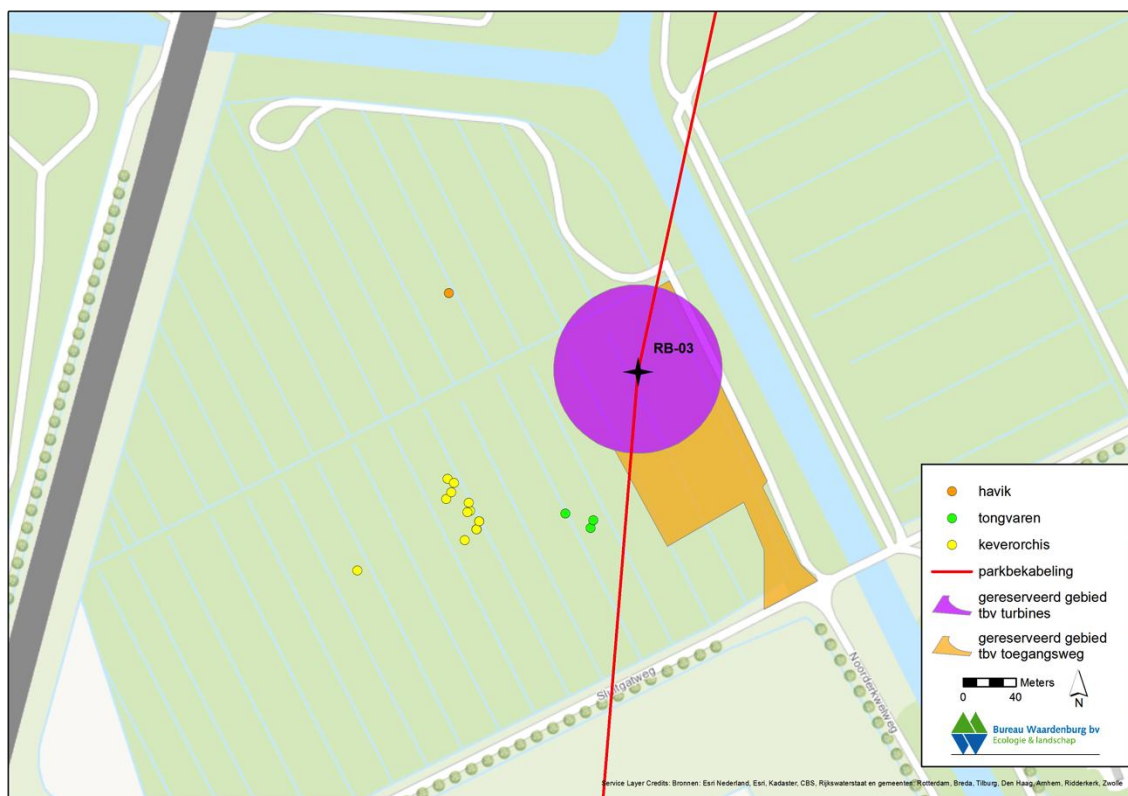 RB-03
havik
tongvaren
keverorchis
parkbekabeling
gereserveerd gebied
tbv turbines
gereserveerd gebied
tbv toegangsweg
Meters
0 40
N
Sluitgatweg
Noorderkwelweg
Bureau Waardenburg bv
Ecologie & landschap
Service Layer Credits: Bronnen: Esri Nederland, Esri, Kadaster, CBS, Rijkswaterstaat en gemeenten: Rotterdam, Breda, Tilburg, Den Haag, Arnhem, Ridderkerk, Zwolle